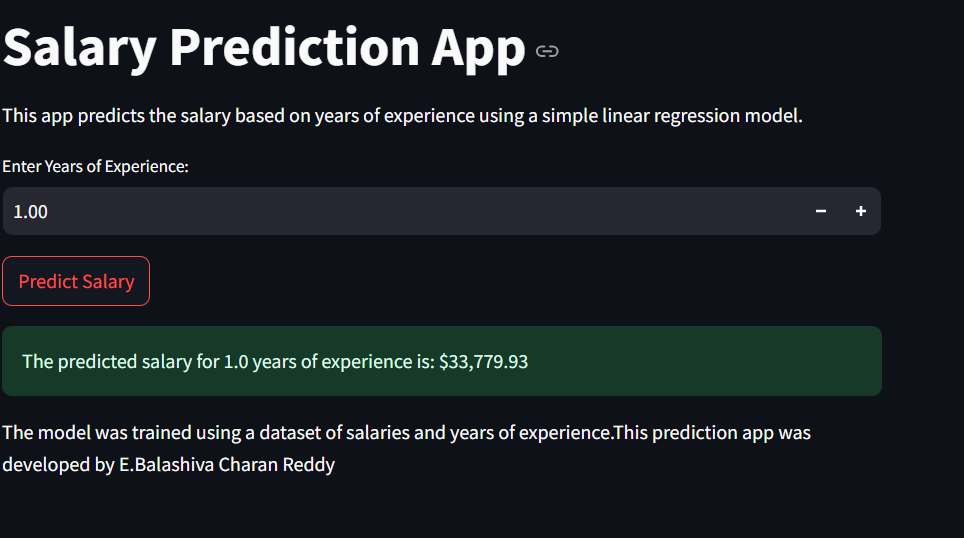 Salary Prediction App
This app predicts the salary based on years of experience using a simple linear regression model.
Enter Years of Experience:
1.00
Predict Salary
The predicted salary for 1.0 years of experience is: $33,779.93
The model was trained using a dataset of salaries and years of experience.This prediction app was
developed by E.Balashiva Charan Reddy